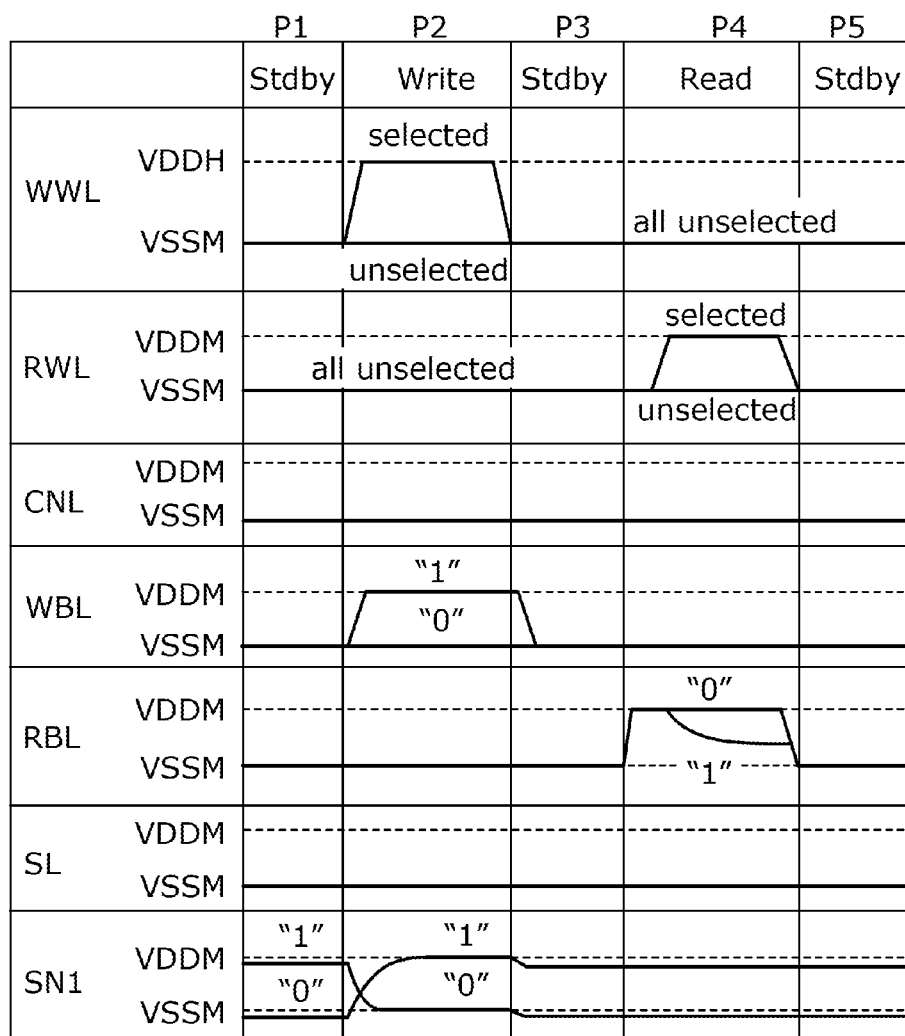 P1 P2 P3 P4 P5
Stdby Write Stdby Read Stdby
selected
VDDH
WWL
all unselected
VSSM
unselected
selected
VDDM
RWL all unselected
VSSM
unselected
VDDM
CNL
VSSM
“1”
VDDM
WBL “0”
VSSM
“0”
VDDM
RBL
VSSM “1”
VDDM
SL
VSSM
“1” “1”
VDDM
SN1 “0” “0”
VSSM